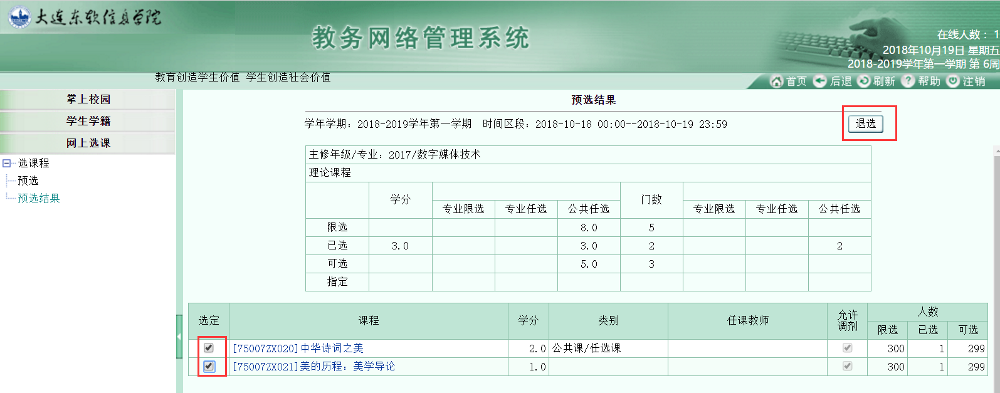 大连东软信息学院
教务网络管理系统
在线人数： 1
2018年10月19日 星期五
2018-2019学年第一学期 第 6周
教育创造学生价值 学生创造社会价值
首页 后退 刷新 帮助 注销
掌上校园
学生学籍
网上选课
选课程
预选
预选结果
预选结果
学年学期：2018-2019学年第一学期 时间区段：2018-10-18 00:00--2018-10-19 23:59
退选
主修年级/专业：2017/数字媒体技术
理论课程
学分 门数
专业限选 专业任选 公共任选 专业限选 专业任选 公共任选
限选 8.0 5
已选 3.0 3.0 2 2
可选 5.0 3
指定
选定 课程 学分 类别 任课教师 允许调剂 人数
限选 已选 可选
[75007ZX020]中华诗词之美 2.0 公共课/任选课 300 1 299
[75007ZX021]美的历程：美学导论 1.0 300 1 299